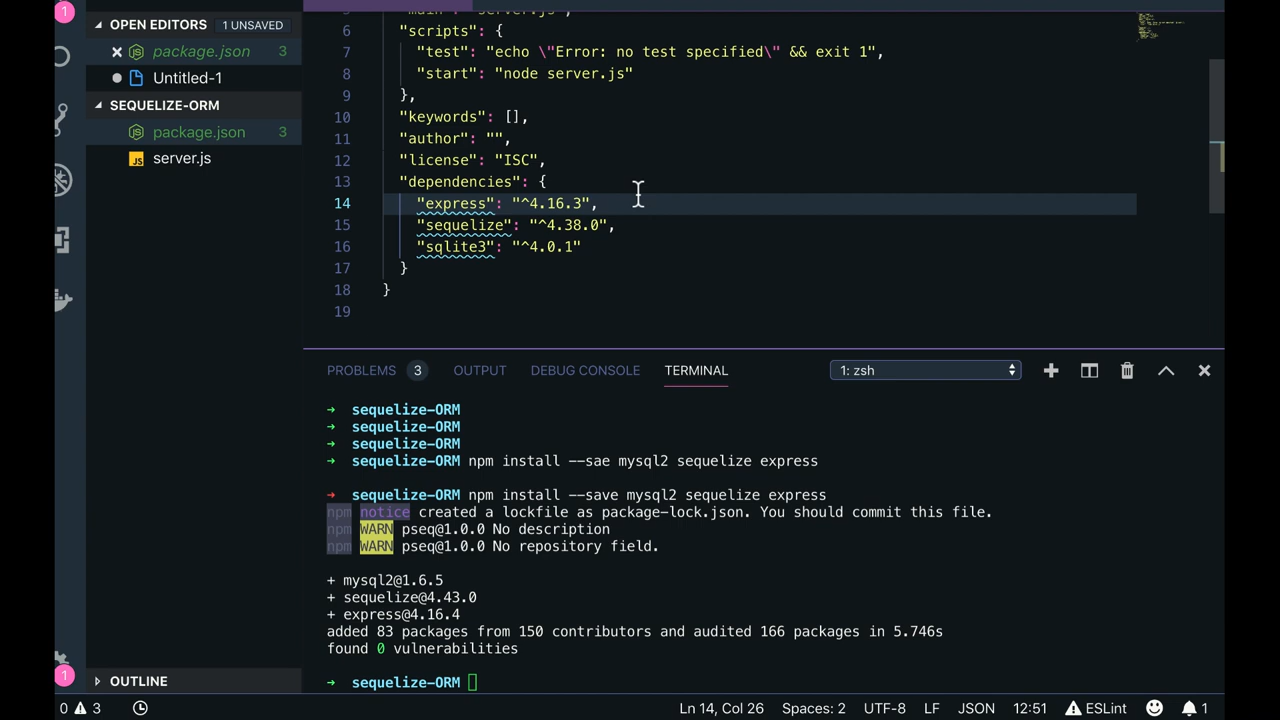 1
OPEN EDITORS 1 UNSAVED
package.json 3
Untitled-1
SEQUELIZE-ORM
package.json 3
JS server.js
OUTLINE
1
5 "main": "server.js",
6 "scripts": {
7 "test": "echo \"Error: no test specified\" && exit 1",
8 "start": "node server.js"
9 },
10 "keywords": [],
11 "author": "",
12 "license": "ISC",
13 "dependencies": {
14 "express": "^4.16.3",
15 "sequelize": "^4.38.0",
16 "sqlite3": "^4.0.1"
17 }
18 }
19
PROBLEMS 3 OUTPUT DEBUG CONSOLE TERMINAL 1: zsh
→ sequelize-ORM
→ sequelize-ORM
→ sequelize-ORM
→ sequelize-ORM npm install --sae mysql2 sequelize express
→ sequelize-ORM npm install --save mysql2 sequelize express
npm notice created a lockfile as package-lock.json. You should commit this file.
npm WARN pseq@1.0.0 No description
npm WARN pseq@1.0.0 No repository field.
+ mysql2@1.6.5
+ sequelize@4.43.0
+ express@4.16.4
added 83 packages from 150 contributors and audited 166 packages in 5.746s
found 0 vulnerabilities
→ sequelize-ORM
0 3 Ln 14, Col 26 Spaces: 2 UTF-8 LF JSON 12:51 ESLint 1